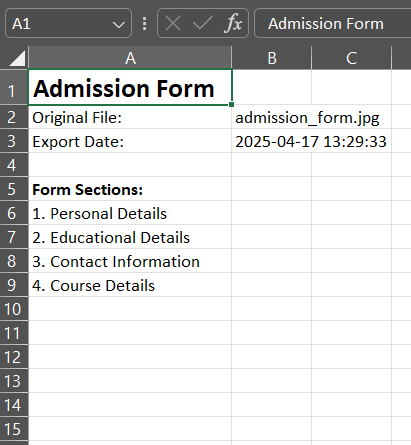 A1 fx Admission Form
A B C
1 Admission Form
2 Original File: admission_form.jpg
3 Export Date: 2025-04-17 13:29:33
4
5 Form Sections:
6 1. Personal Details
7 2. Educational Details
8 3. Contact Information
9 4. Course Details
10
11
12
13
14
15